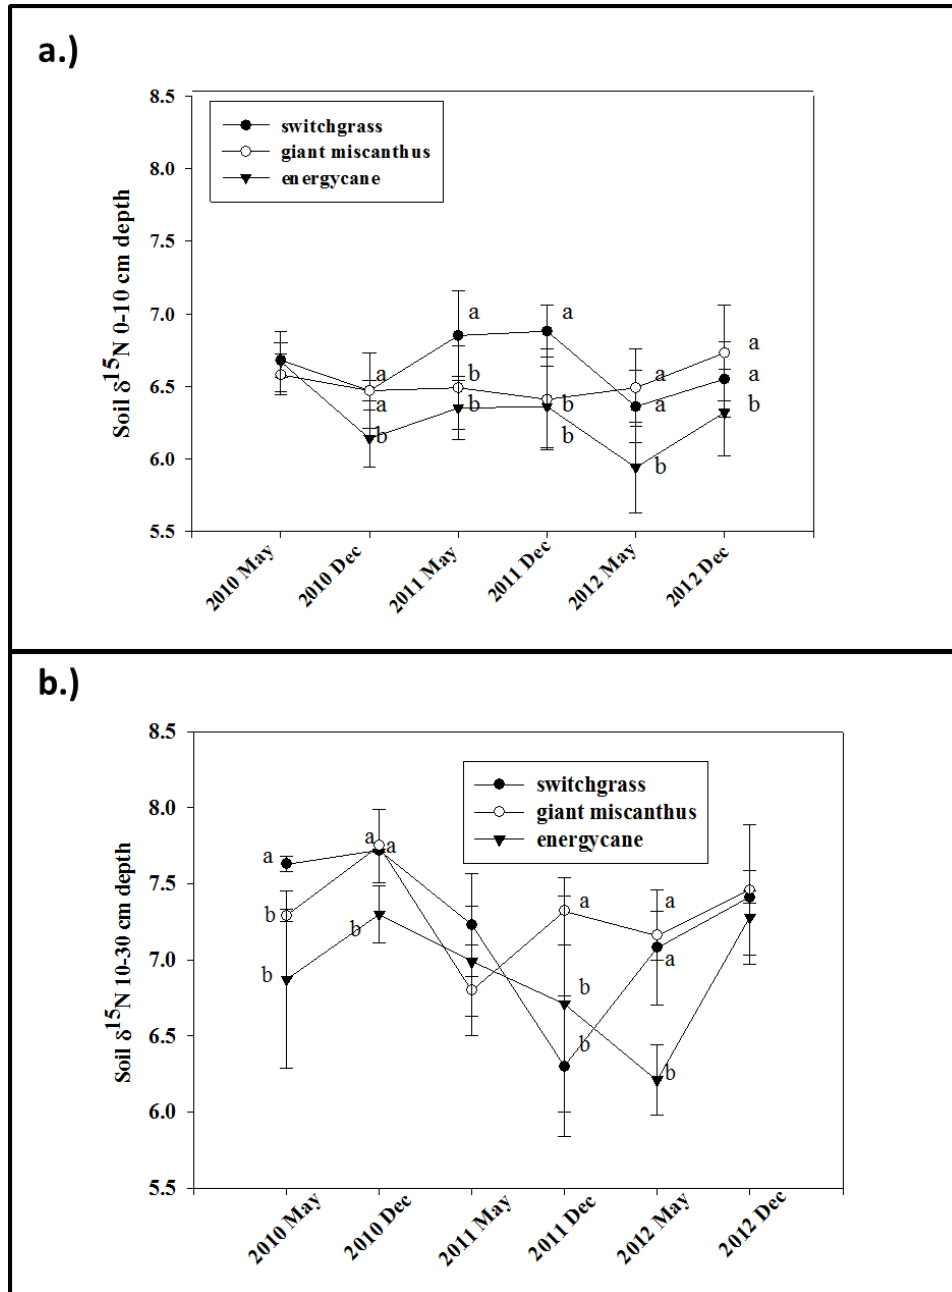 a.)
8.5
switchgrass
giant miscanthus
energycane
8.0
7.5
7.0
6.5
6.0
5.5
Soil δ15N 0-10 cm depth
a
a
a
a
b
b
b
a
b
b
a
a
b
a
a
b
2010 May
2010 Dec
2011 May
2011 Dec
2012 May
2012 Dec
b.)
8.5
switchgrass
giant miscanthus
energycane
8.0
7.5
7.0
6.5
6.0
5.5
Soil δ15N 10-30 cm depth
a
b
b
a
a
b
a
b
b
a
a
b
2010 May
2010 Dec
2011 May
2011 Dec
2012 May
2012 Dec